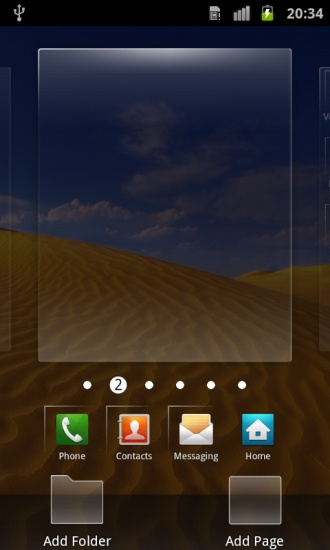 20:34
2
Phone Contacts Messaging Home
Add Folder Add Page